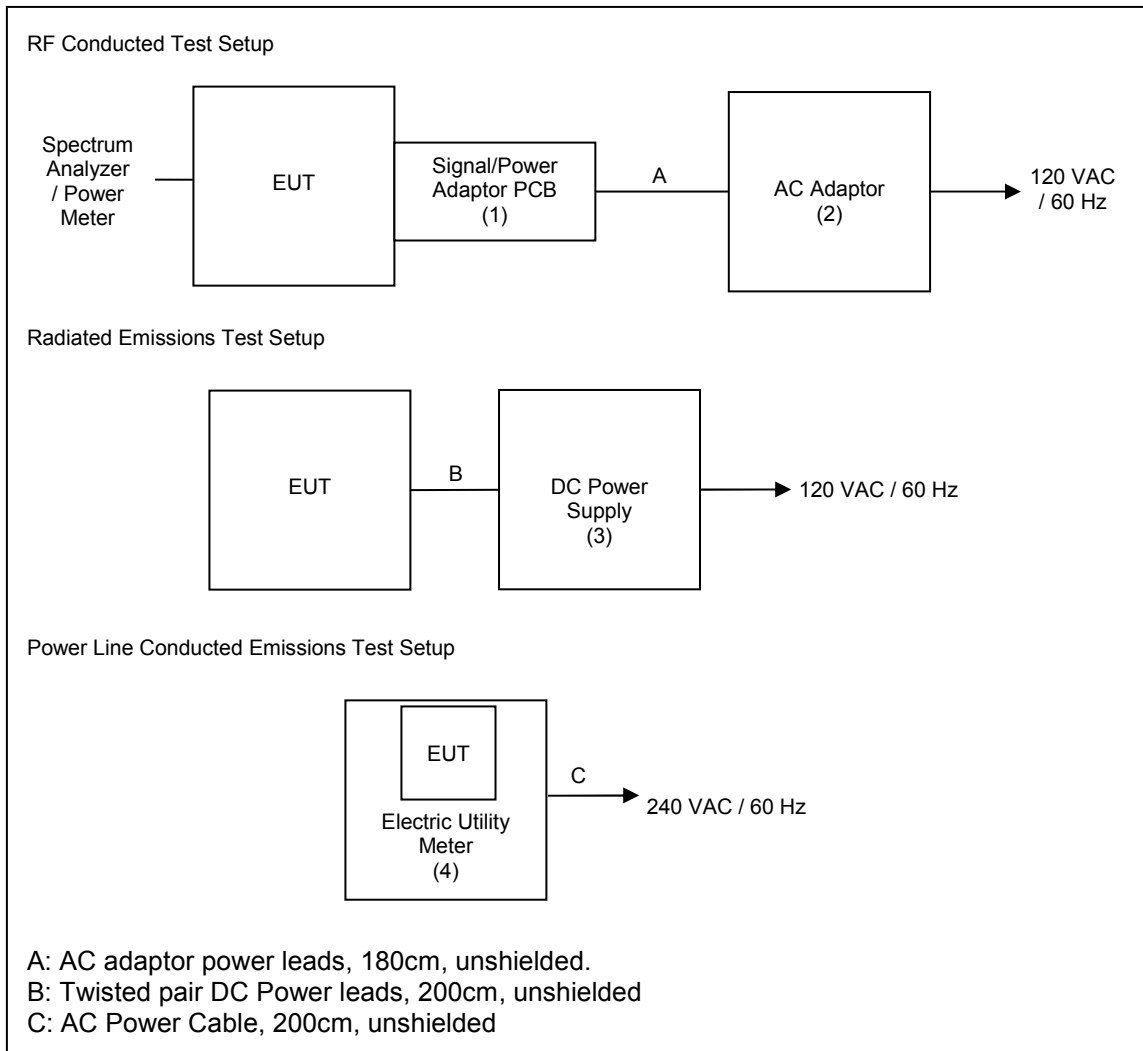 RF Conducted Test Setup
Spectrum
Analyzer
/ Power
Meter
EUT
Signal/Power
Adaptor PCB
(1)
A
AC Adaptor
(2)
120 VAC
/ 60 Hz
Radiated Emissions Test Setup
EUT
B
DC Power
Supply
(3)
120 VAC / 60 Hz
Power Line Conducted Emissions Test Setup
EUT
Electric Utility
Meter
(4)
C
240 VAC / 60 Hz
A: AC adaptor power leads, 180cm, unshielded.
B: Twisted pair DC Power leads, 200cm, unshielded
C: AC Power Cable, 200cm, unshielded